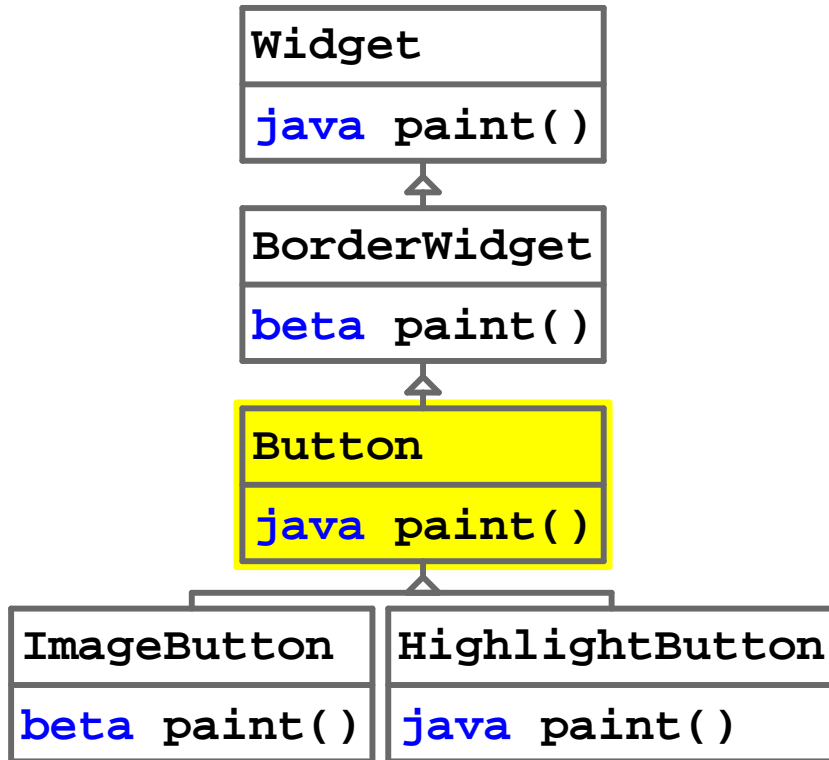 Widget
java paint()
BorderWidget
beta paint()
Button
java paint()
ImageButton
beta paint()
HighlightButton
java paint()